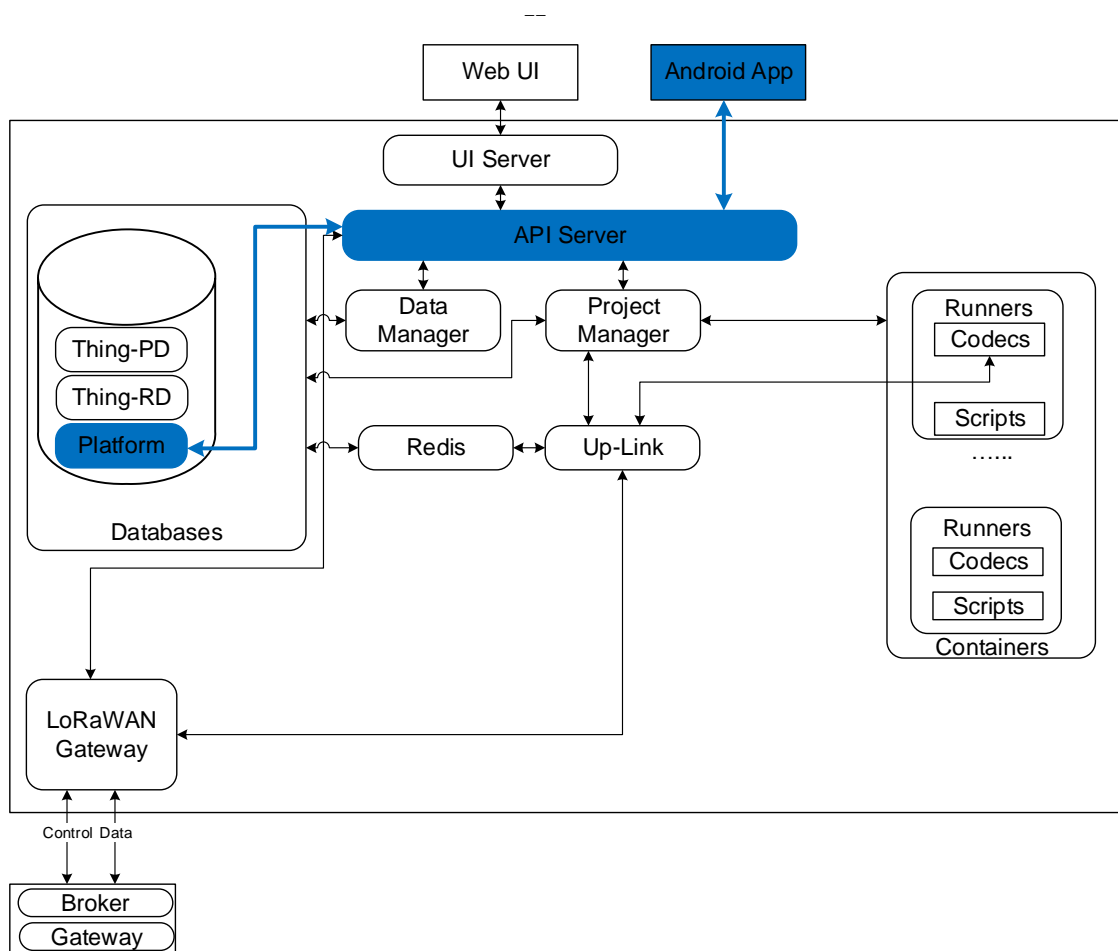 Web UI
Android App
UI Server
API Server
Data
Manager
Project
Manager
Runners
Codecs
Scripts
…...
Thing-PD
Thing-RD
Platform
Databases
Redis
Up-Link
Runners
Codecs
Scripts
Containers
LoRaWAN
Gateway
Control Data
Broker
Gateway